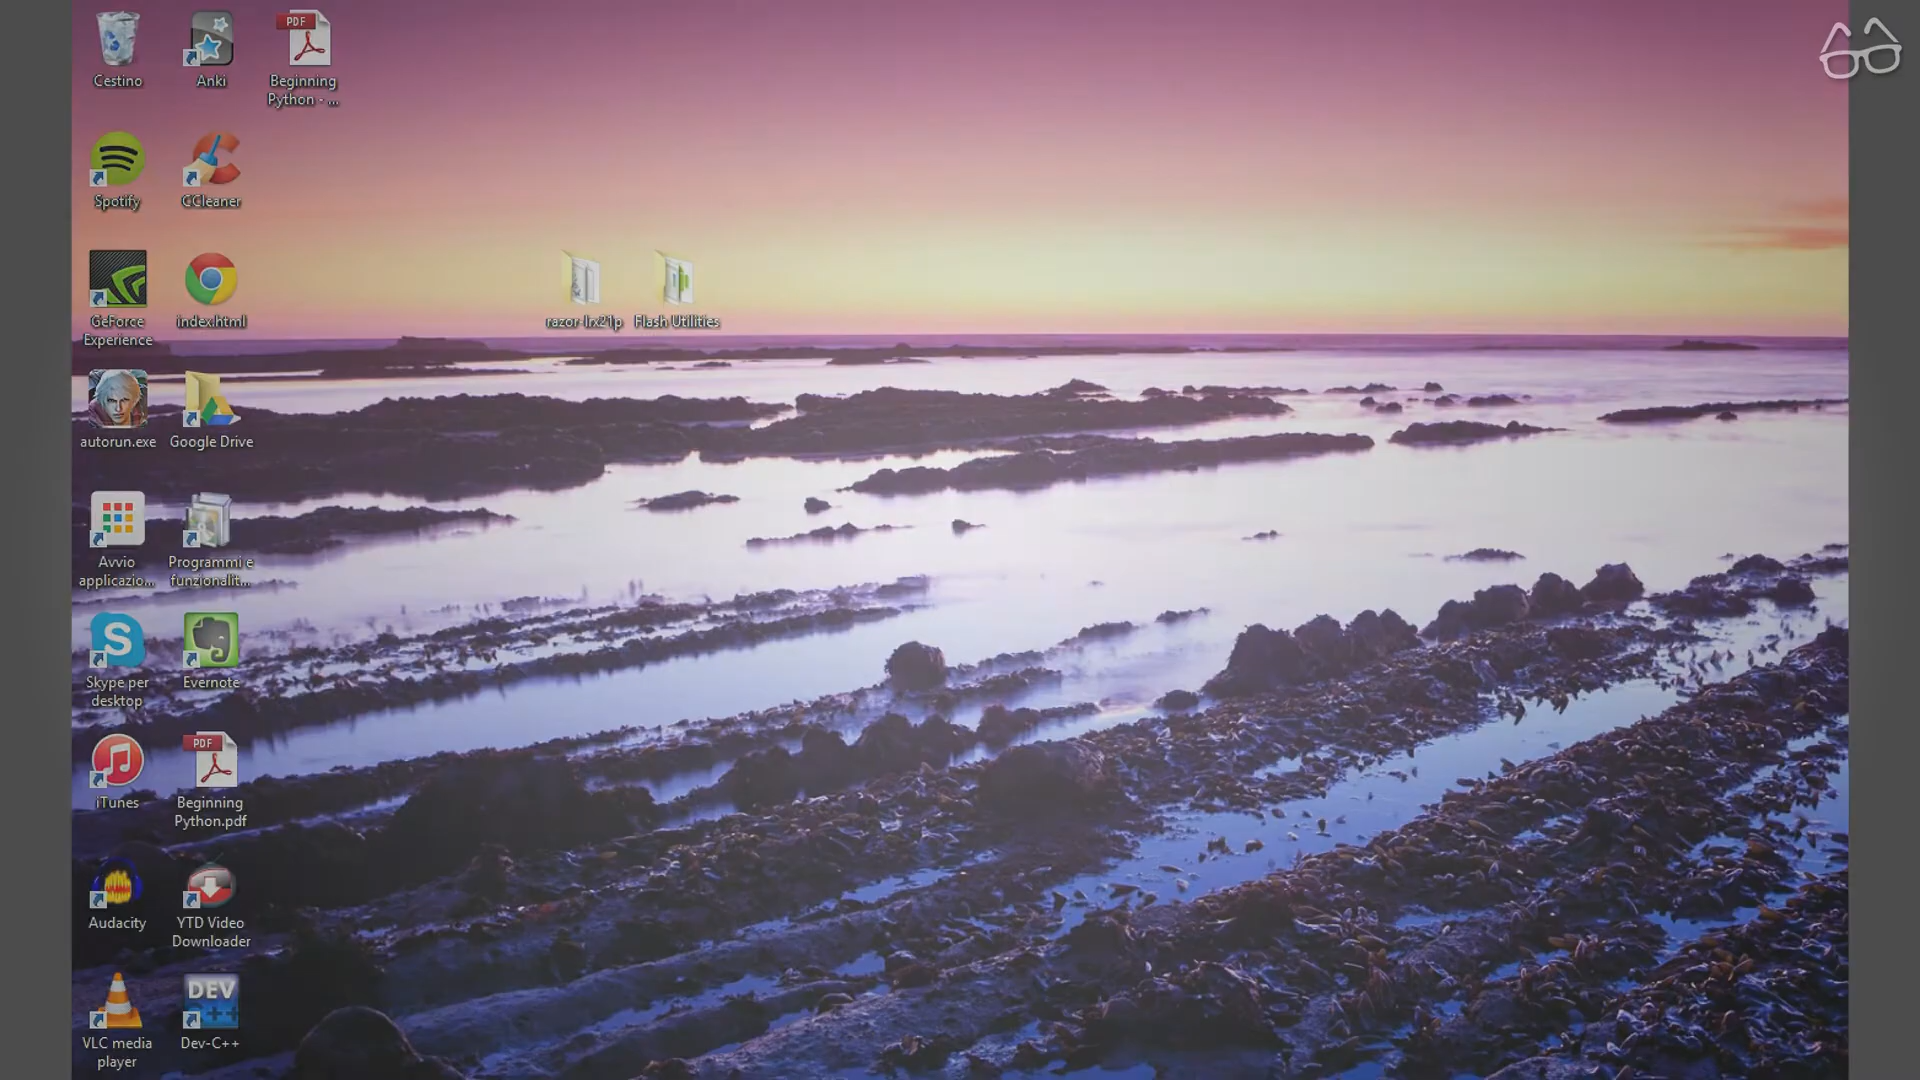 Cestino
Anki
PDF
Beginning
Python - ...
Spotify
CCleaner
GeForce
Experience
index.html
razor-lrx21p
Flash Utilities
autorun.exe
Google Drive
Avvio
applicazio...
Programmi e
funzionalit...
S
Skype per
desktop
Evernote
iTunes
PDF
Beginning
Python.pdf
Audacity
YTD Video
Downloader
VLC media
player
DEV
++
Dev-C++